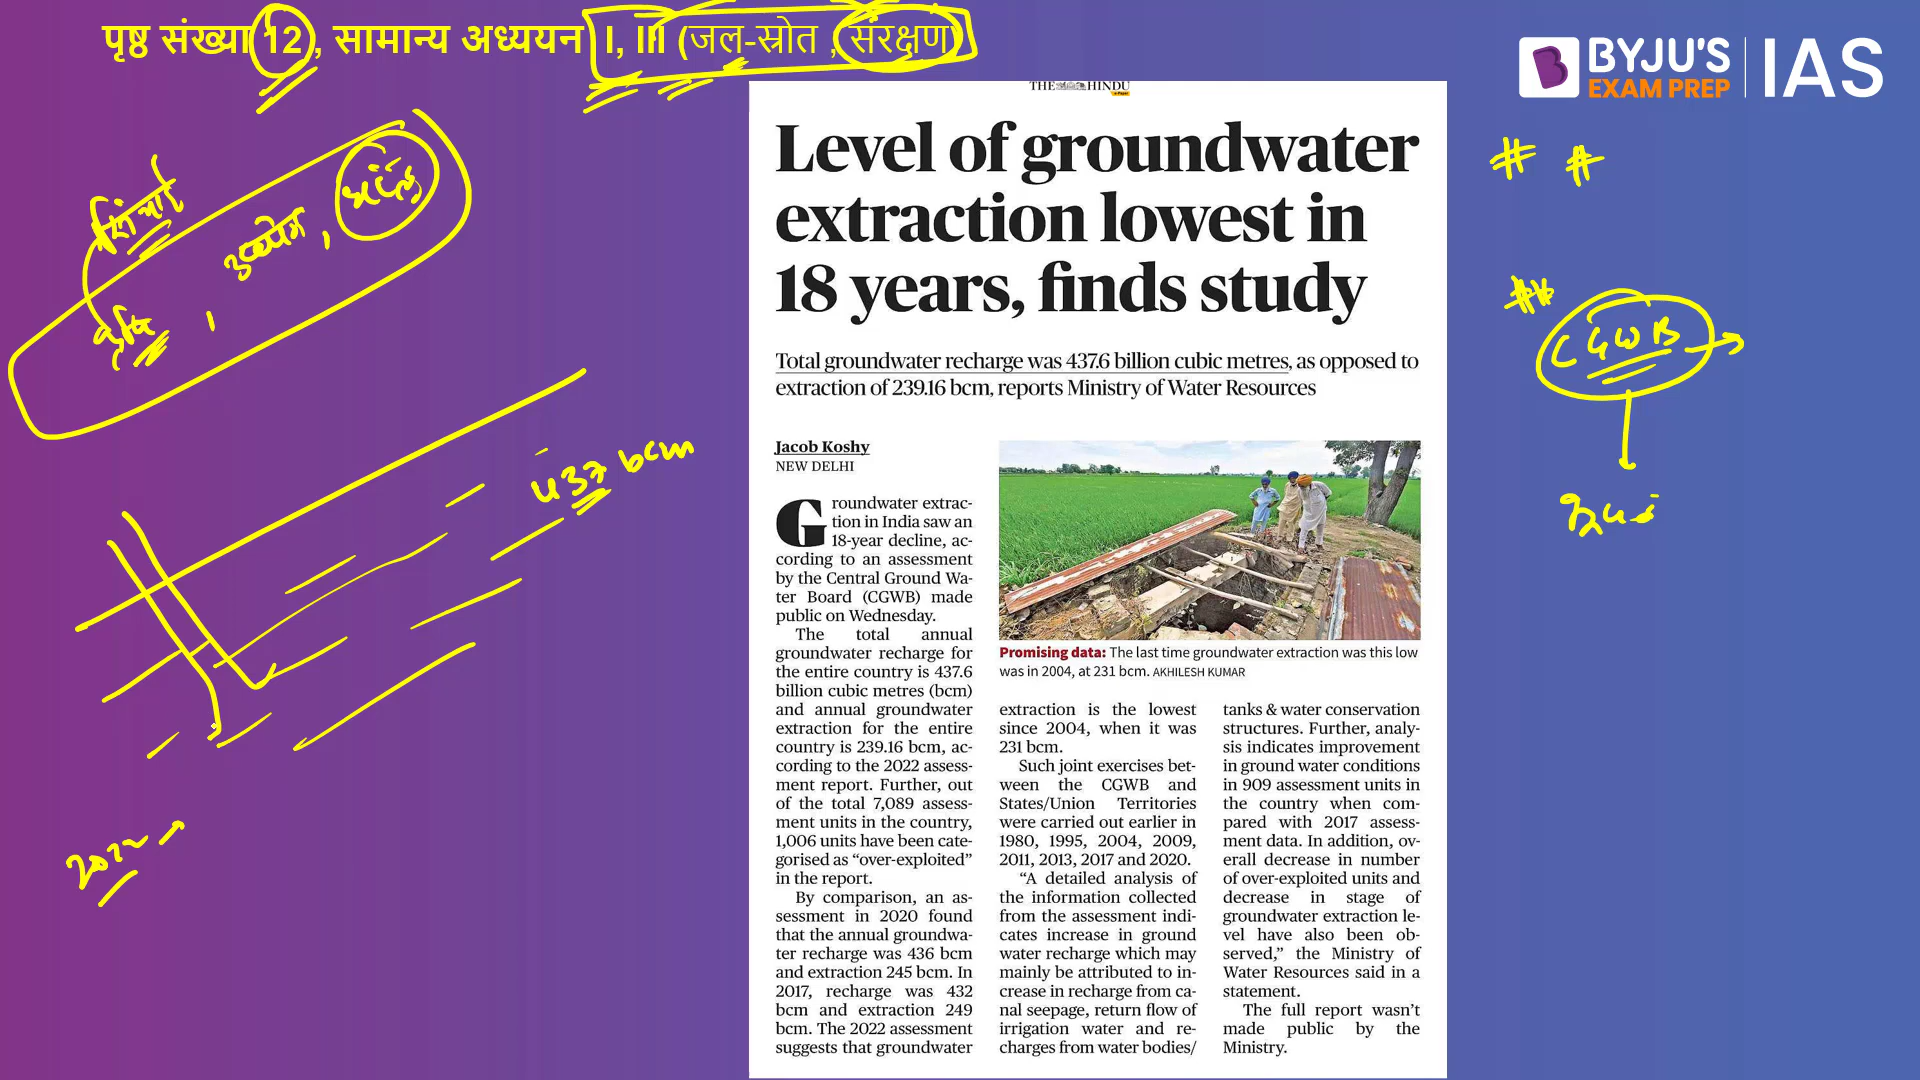 पृष्ठ संख्या 12 , सामान्य अध्ययन I, III (जल-स्रोत , संरक्षण)
BYJU'S
EXAM PREP
IAS
THE HINDU
Level of groundwater
extraction lowest in
18 years, finds study
Total groundwater recharge was 437.6 billion cubic metres, as opposed to
extraction of 239.16 bcm, reports Ministry of Water Resources
Jacob Koshy
NEW DELHI
Groundwater extrac-
tion in India saw an
18-year decline, ac-
cording to an assessment
by the Central Ground Wa-
ter Board (CGWB) made
public on Wednesday.
The total annual
groundwater recharge for
the entire country is 437.6
billion cubic metres (bcm)
and annual groundwater
extraction for the entire
country is 239.16 bcm, ac-
cording to the 2022 assess-
ment report. Further, out
of the total 7,089 assess-
ment units in the country,
1,006 units have been cate-
gorised as “over-exploited”
in the report.
By comparison, an as-
sessment in 2020 found
that the annual groundwa-
ter recharge was 436 bcm
and extraction 245 bcm. In
2017, recharge was 432
bcm and extraction 249
bcm. The 2022 assessment
suggests that groundwater
Promising data: The last time groundwater extraction was this low
was in 2004, at 231 bcm. AKHILESH KUMAR
extraction is the lowest
since 2004, when it was
231 bcm.
Such joint exercises bet-
ween the CGWB and
States/Union Territories
were carried out earlier in
1980, 1995, 2004, 2009,
2011, 2013, 2017 and 2020.
“A detailed analysis of
the information collected
from the assessment indi-
cates increase in ground
water recharge which may
mainly be attributed to in-
crease in recharge from ca-
nal seepage, return flow of
irrigation water and re-
charges from water bodies/
tanks & water conservation
structures. Further, analy-
sis indicates improvement
in ground water conditions
in 909 assessment units in
the country when com-
pared with 2017 assess-
ment data. In addition, ov-
erall decrease in number
of over-exploited units and
decrease in stage of
groundwater extraction le-
vel have also been ob-
served,” the Ministry of
Water Resources said in a
statement.
The full report wasn’t
made public by the
Ministry.
सिंचाई
कृषि , उद्योग ,
437 bcm
2022
# #
##
CGWB